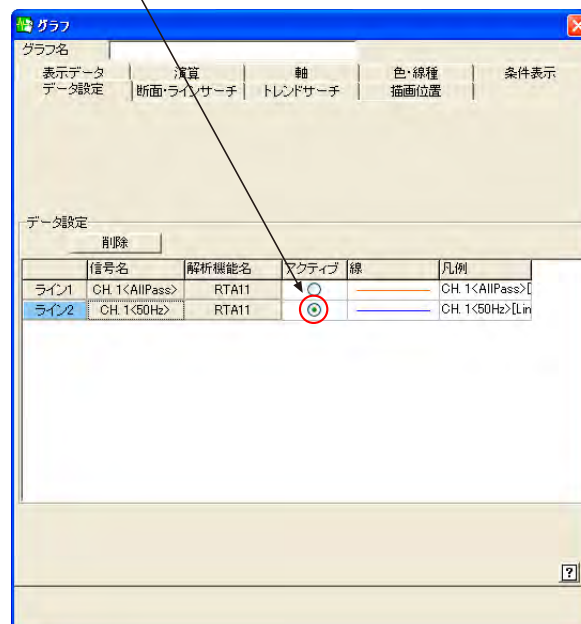 グラフ
グラフ名
表示データ 演算 軸 色・線種 条件表示
データ設定 断面・ラインサーチ トレンドサーチ 描画位置
データ設定
削除
信号名 解析機能名 アクティブ 線 凡例
ライン1 CH. 1<AllPass> RTA11 CH. 1<AllPass>[
ライン2 CH. 1<50Hz> RTA11 CH. 1<50Hz>[Lin
?